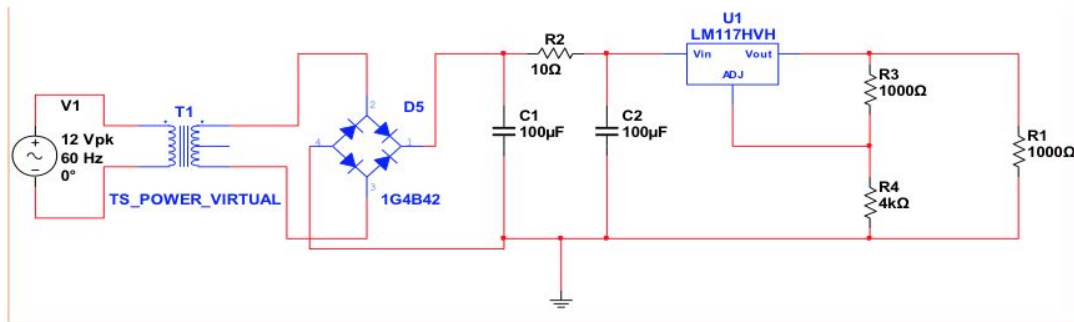 V1
12 Vpk
60 Hz
0°
T1
TS_POWER_VIRTUAL
D5
2
4
1
3
1G4B42
C1
100µF
R2
10Ω
C2
100µF
U1
LM117HVH
Vin
Vout
ADJ
R3
1000Ω
R4
4kΩ
R1
1000Ω